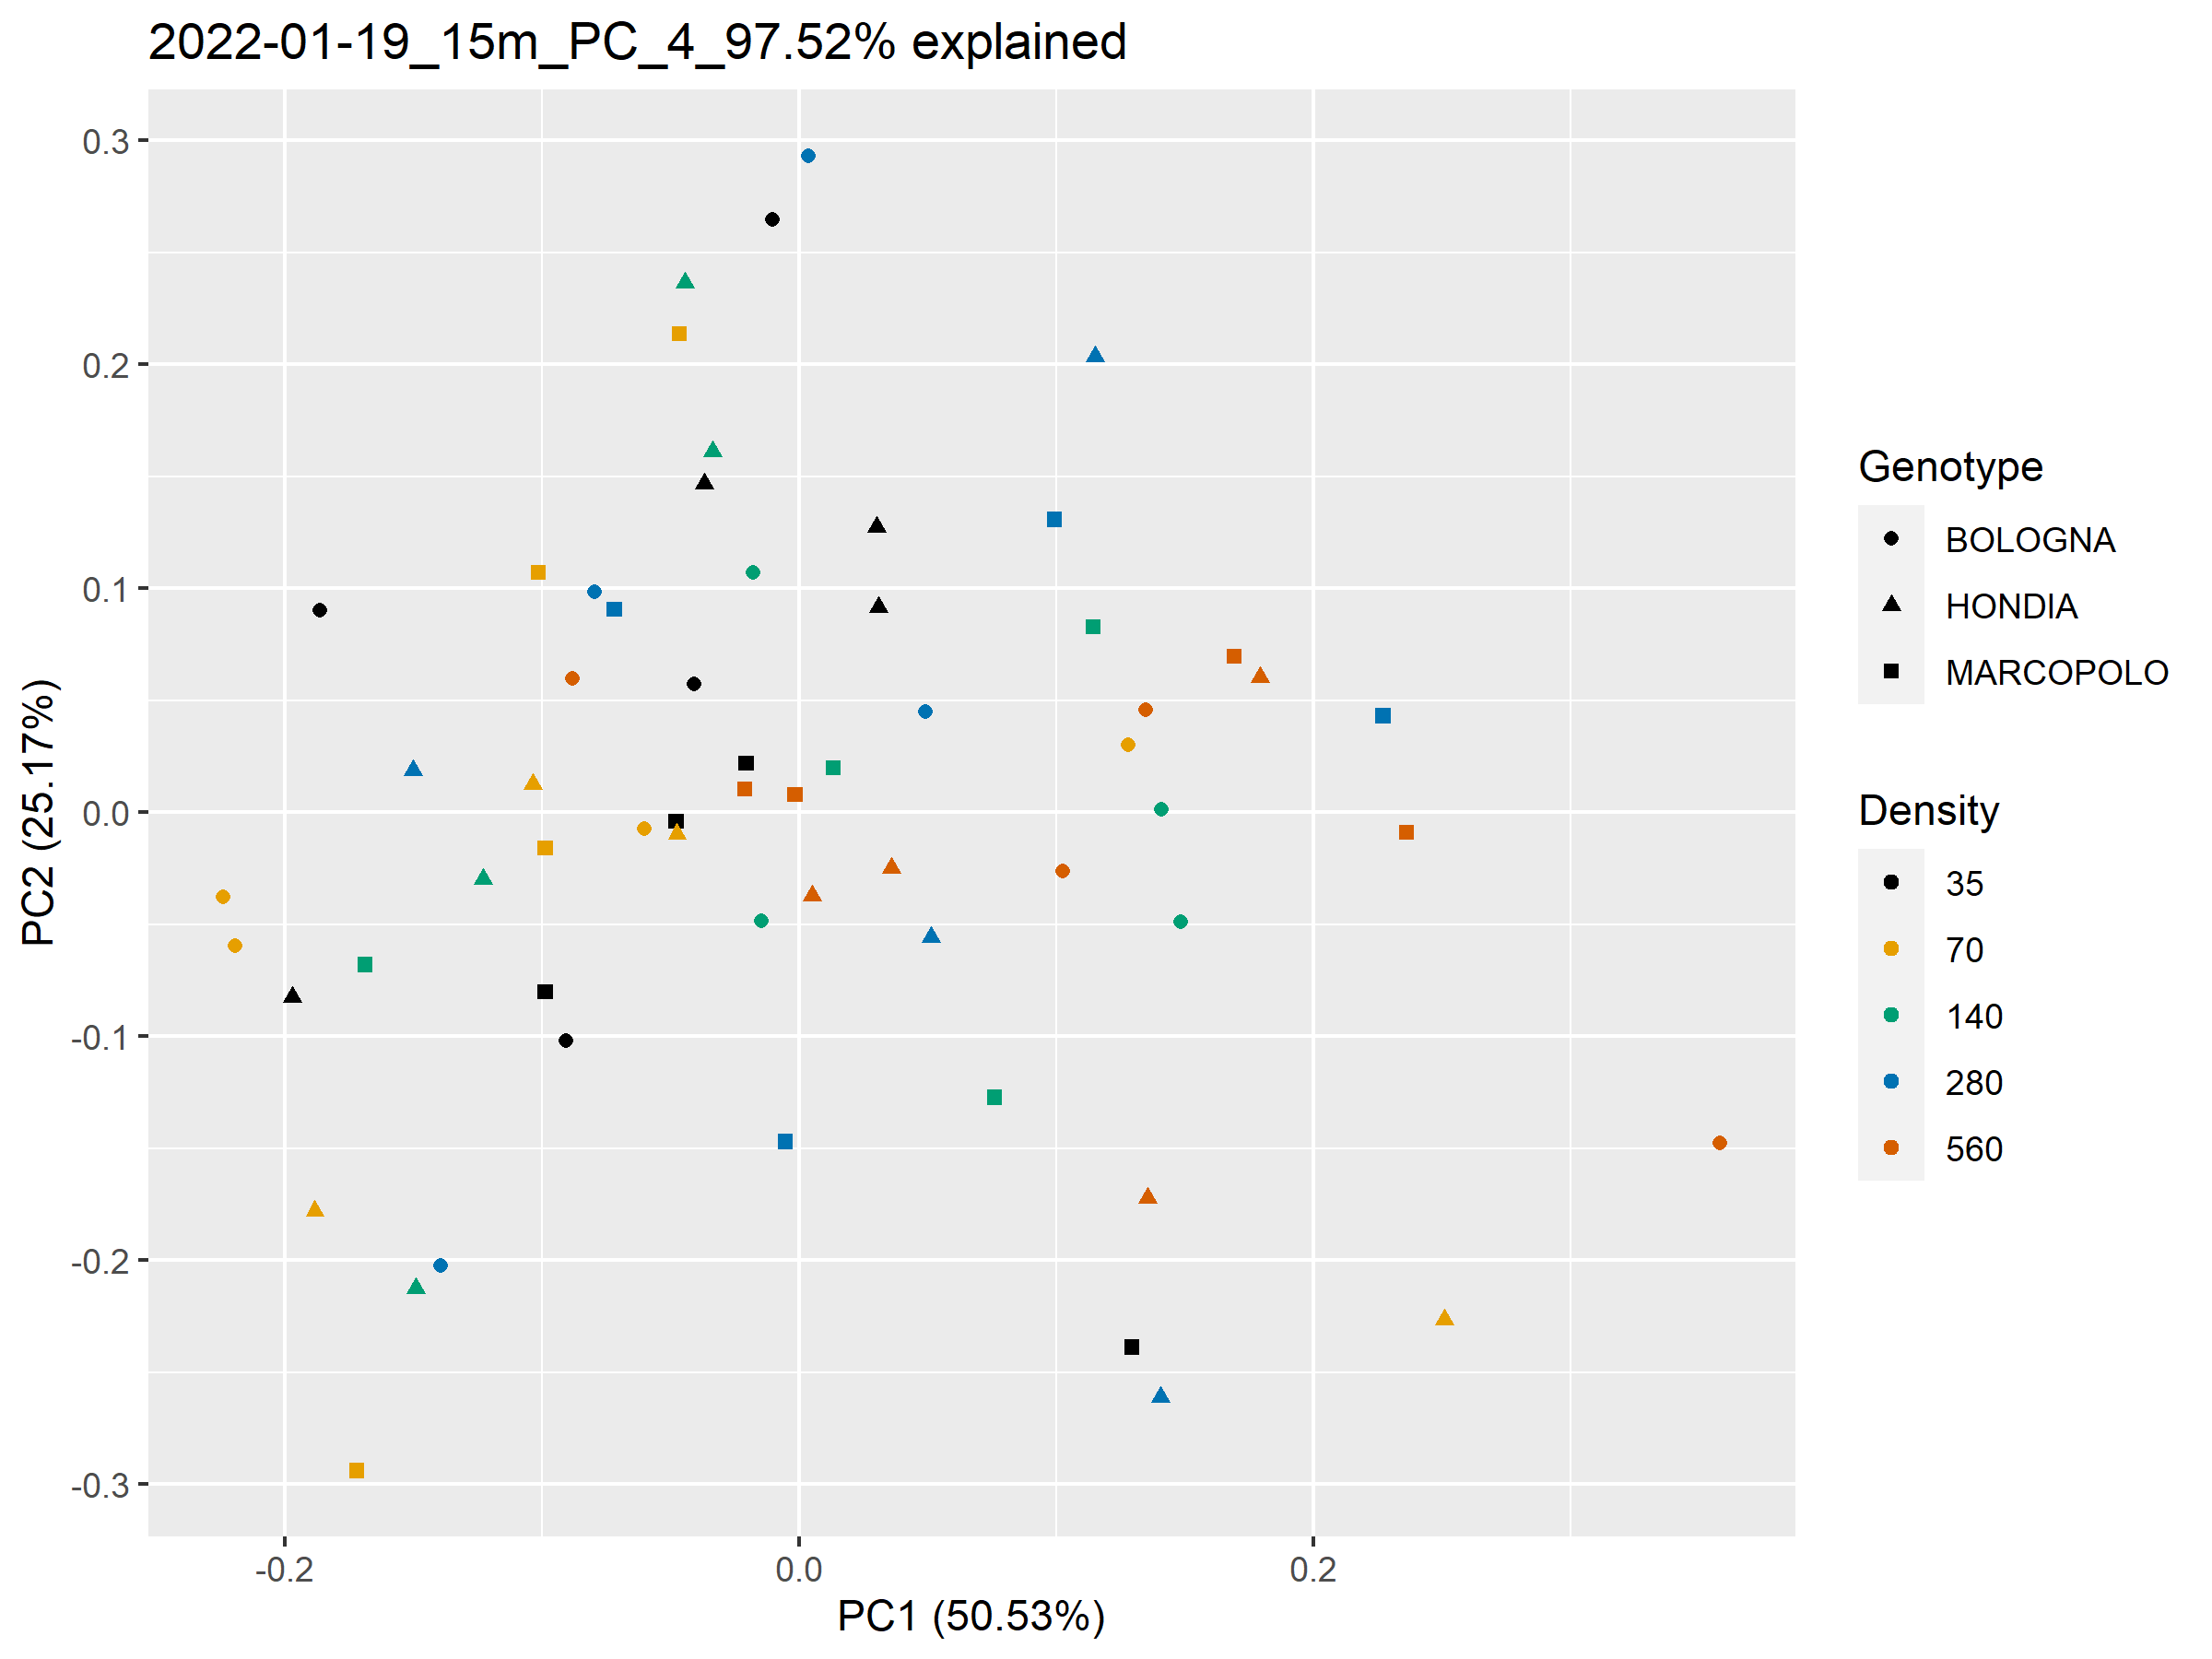 2022-01-19_15m_PC_4_97.52% explained
0.3
0.2
0.1
0.0
-0.1
-0.2
-0.3
PC2 (25.17%)
-0.2
0.0
0.2
PC1 (50.53%)
Genotype
BOLOGNA
HONDIA
MARCOPOLO
Density
35
70
140
280
560